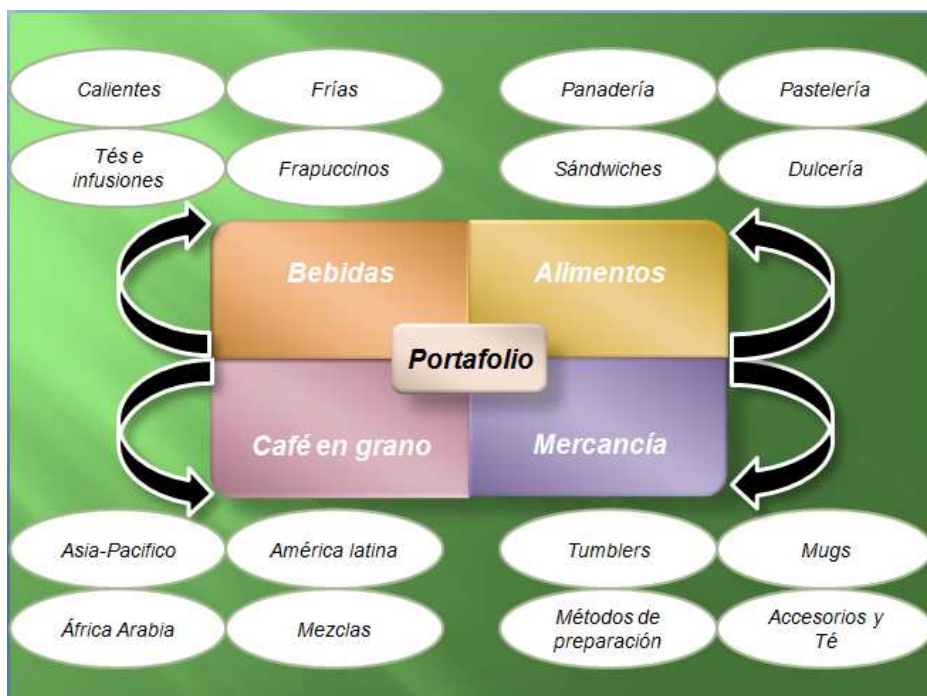 Calientes
Frías
Panadería
Pastelería
Tés e
infusiones
Frapuccinos
Sándwiches
Dulcería
Bebidas
Alimentos
Portafolio
Café en grano
Mercancía
Asia-Pacifico
América latina
Tumblers
Mugs
África Arabia
Mezclas
Métodos de
preparación
Accesorios y
Té